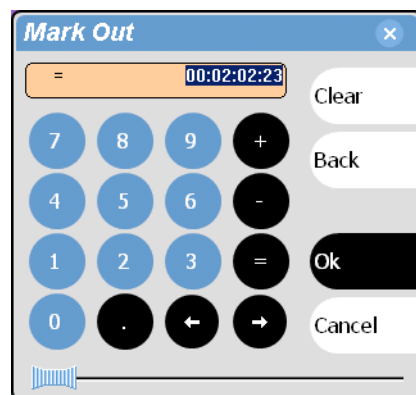 Mark Out
= 00:02:02:23
Clear
7 8 9 +
Back
4 5 6 -
1 2 3 =
Ok
0 . ← →
Cancel